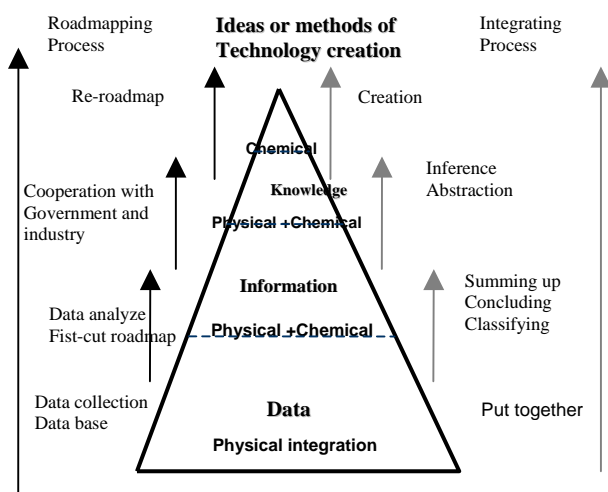 Roadmapping
Process
Ideas or methods of
Technology creation
Integrating
Process
Re-roadmap
Creation
Chemical
Cooperation with
Government and
industry
Knowledge
Inference
Abstraction
Physical +Chemical
Information
Data analyze
Fist-cut roadmap
Physical +Chemical
Summing up
Concluding
Classifying
Data collection
Data base
Data
Physical integration
Put together